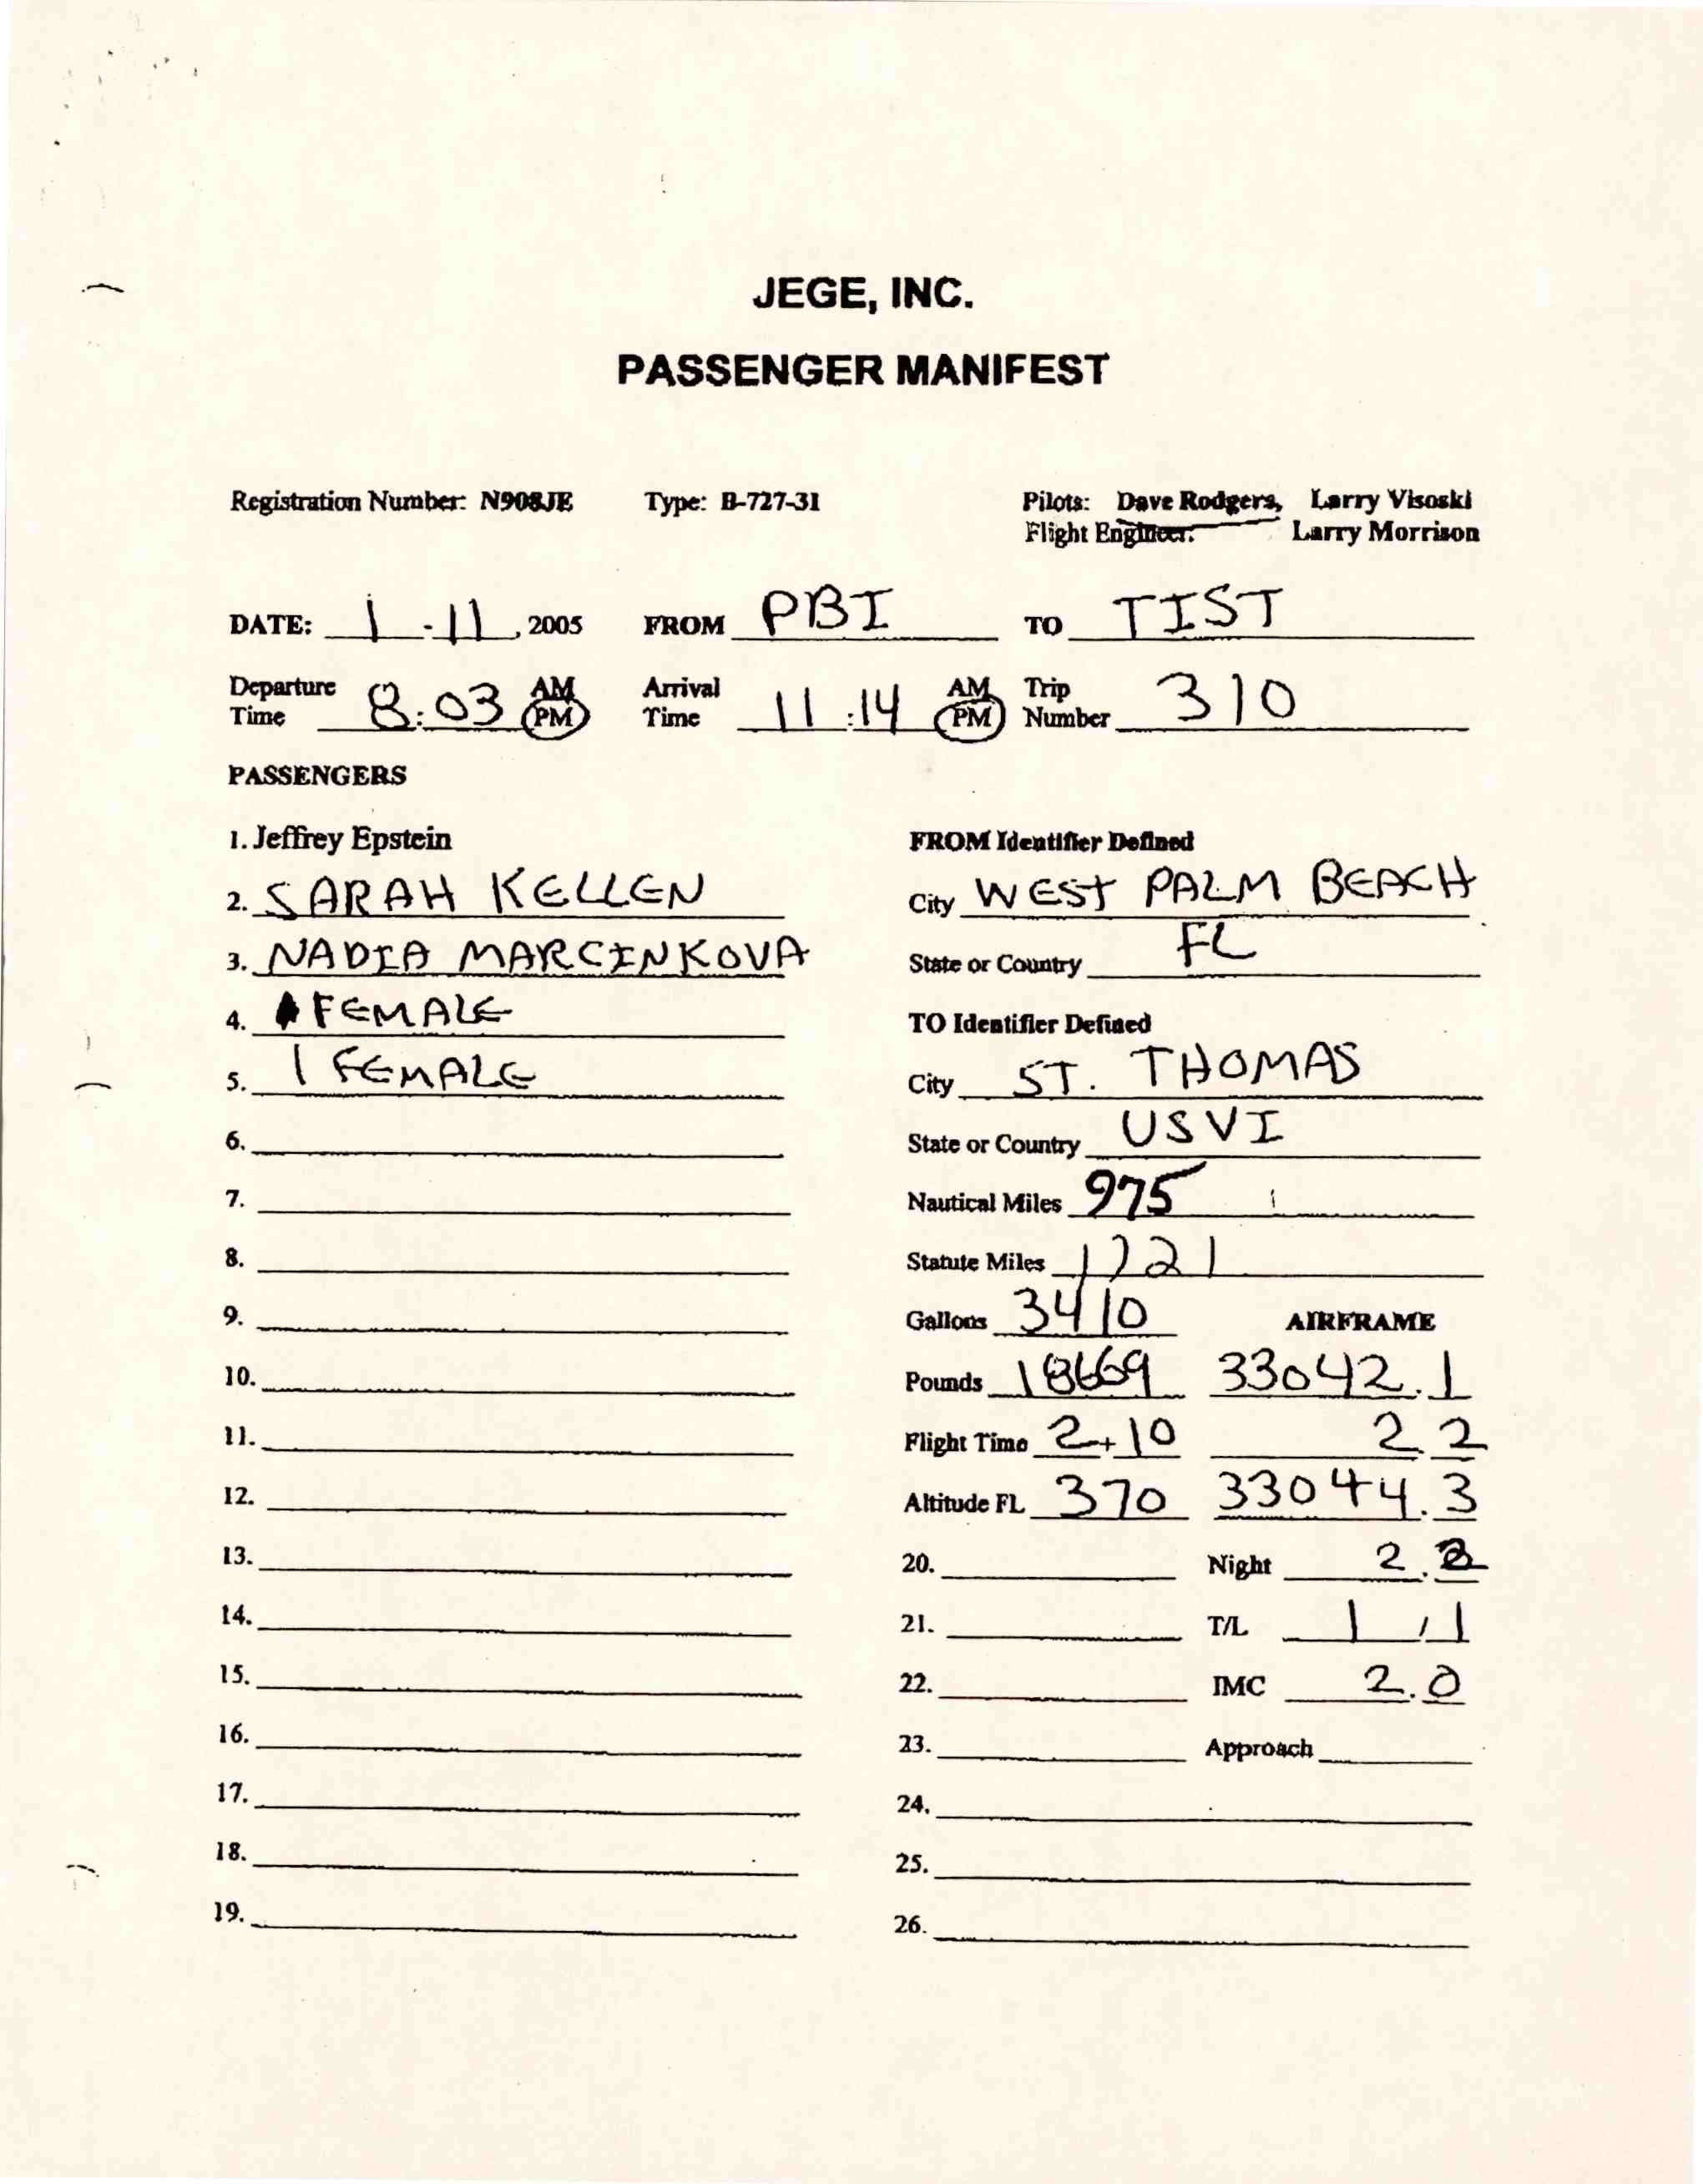 JEGE, INC.
PASSENGER MANIFEST
Registration Number: N908JE Type: B-727-31 Pilots: Dave Rodgers, Larry Visoski
Flight Engineer: Larry Morrison
DATE: 1-11, 2005 FROM PBI TO TIST
Departure Time 8:03 AM PM Arrival Time 11:14 AM PM Trip Number 310
PASSENGERS
1. Jeffrey Epstein
2. SARAH KELLEN
3. NADIA MARCINKOVA
4. FEMALE
5. 1 FEMALE
6.
7.
8.
9.
10.
11.
12.
13.
14.
15.
16.
17.
18.
19.
FROM Identifier Defined
City WEST PALM BEACH
State or Country FL
TO Identifier Defined
City ST. THOMAS
State or Country USVI
Nautical Miles 975
Statute Miles 1121
Gallons 3410 AIRFRAME
Pounds 18669 33042.1
Flight Time 2+10 2.2
Altitude FL 370 33044.3
20. Night 2.2
21. T/L 1/1
22. IMC 2.0
23. Approach
24.
25.
26.